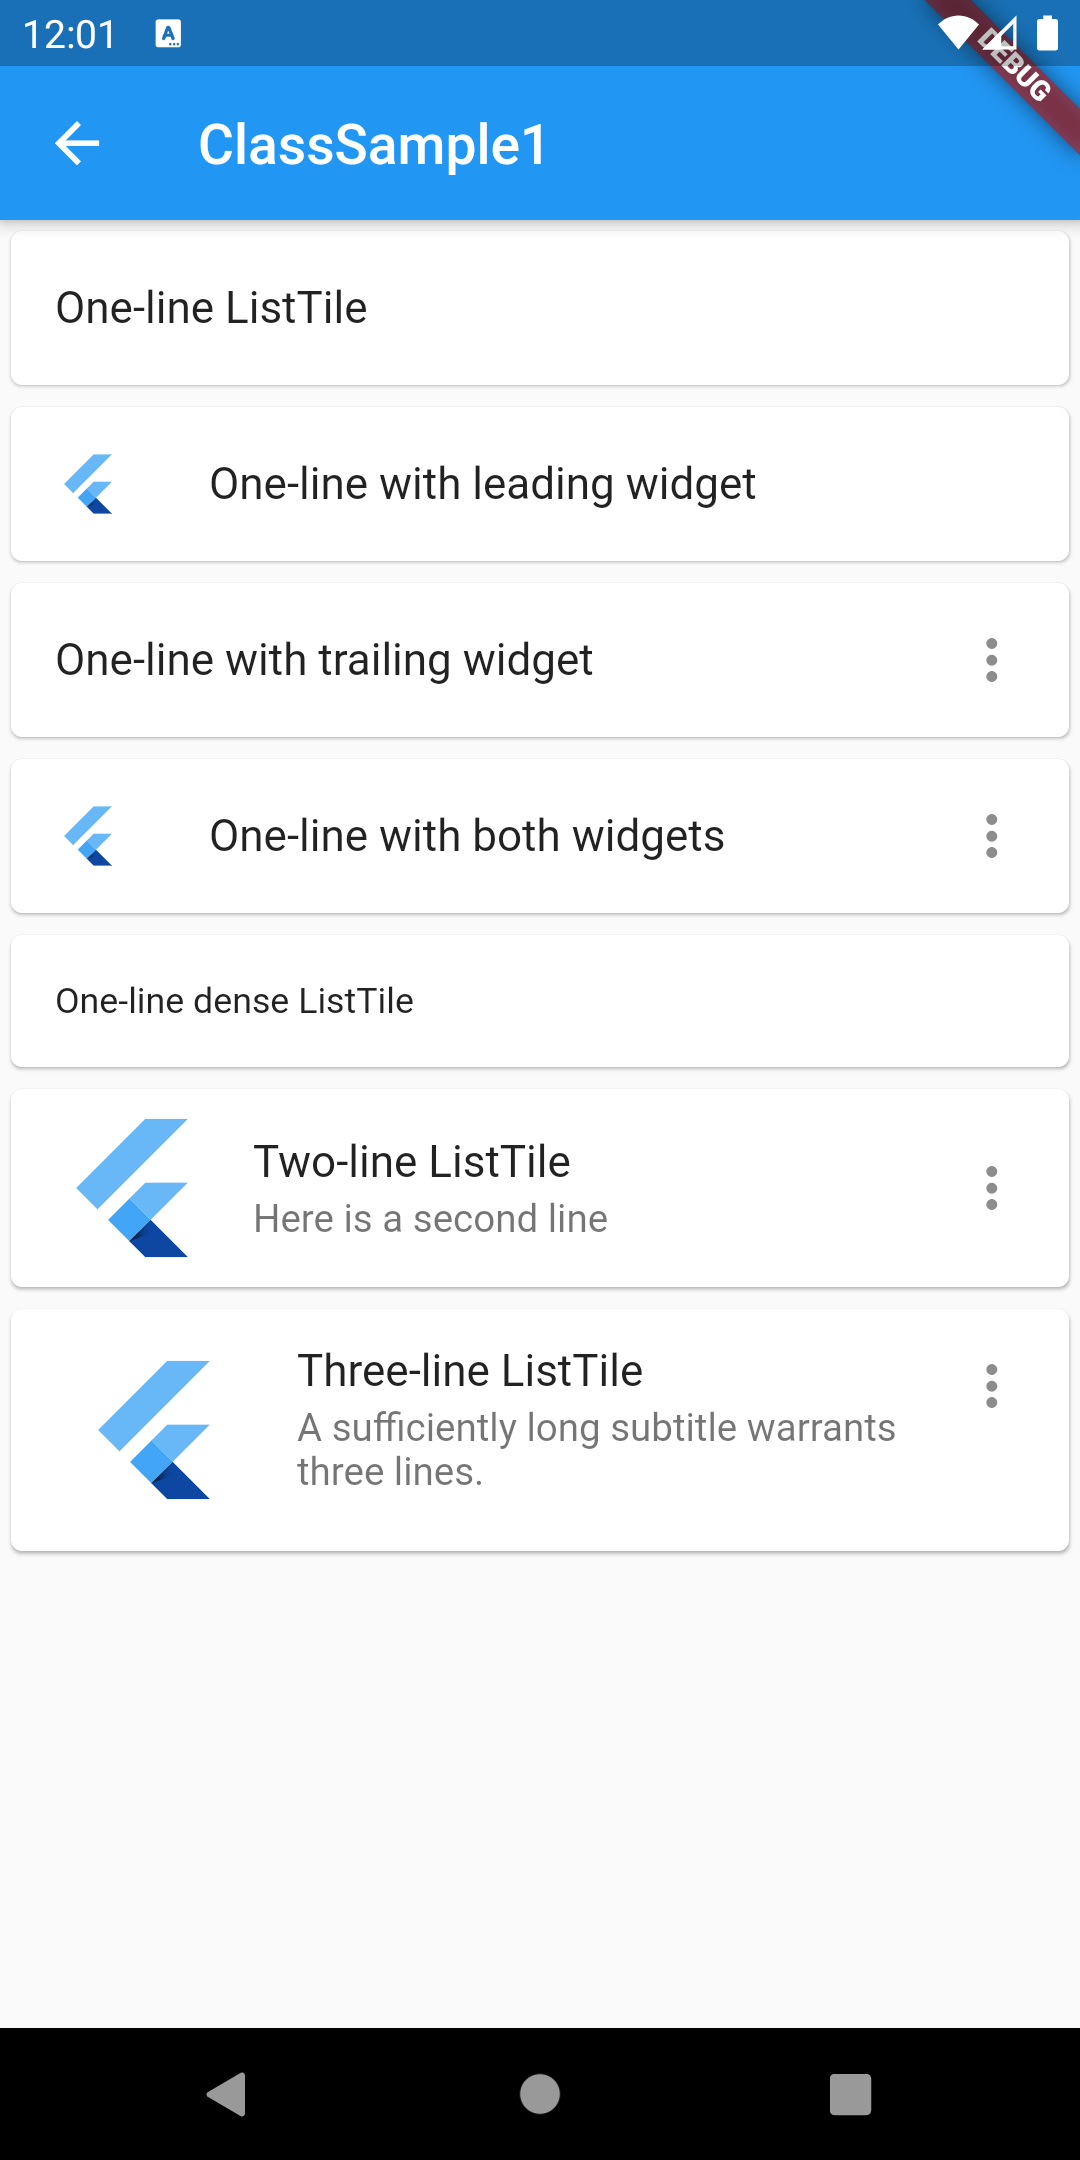 12:01
A
DEBUG
ClassSample1
One-line ListTile
One-line with leading widget
One-line with trailing widget
One-line with both widgets
One-line dense ListTile
Two-line ListTile
Here is a second line
Three-line ListTile
A sufficiently long subtitle warrants
three lines.